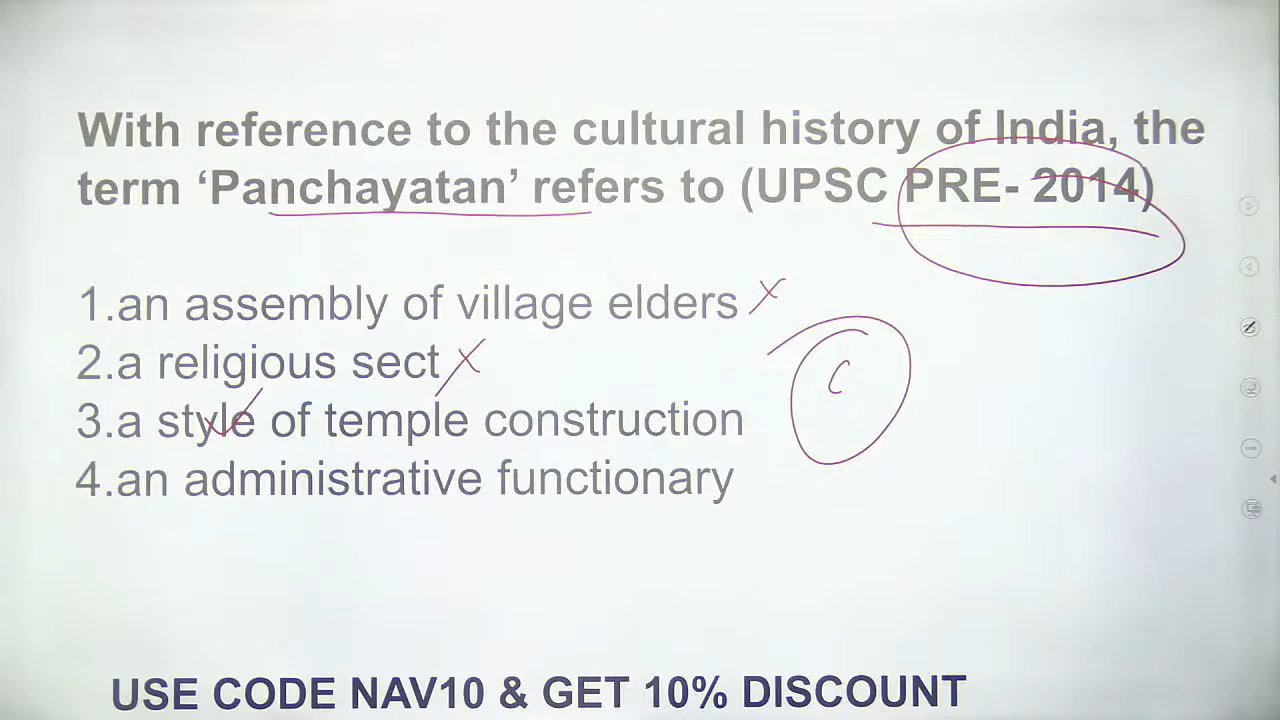 With reference to the cultural history of India, the
term ‘Panchayatan’ refers to (UPSC PRE- 2014)
1.an assembly of village elders x
2.a religious sect x
3.a style of temple construction
4.an administrative functionary
C
USE CODE NAV10 & GET 10% DISCOUNT